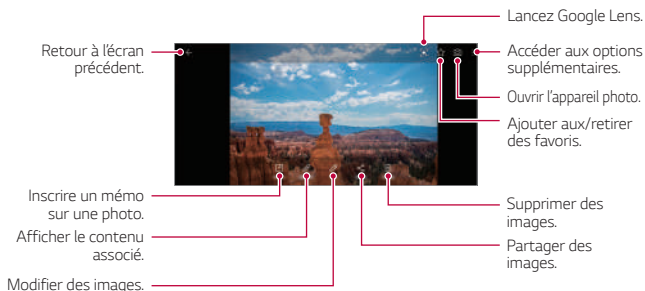 Lancez Google Lens.
Retour à l'écran
précédent.
Accéder aux options
supplémentaires.
Ouvrir l'appareil photo.
Ajouter aux/retirer
des favoris.
Inscrire un mémo
sur une photo.
Afficher le contenu
associé.
Modifier des images.
Supprimer des
images.
Partager des
images.